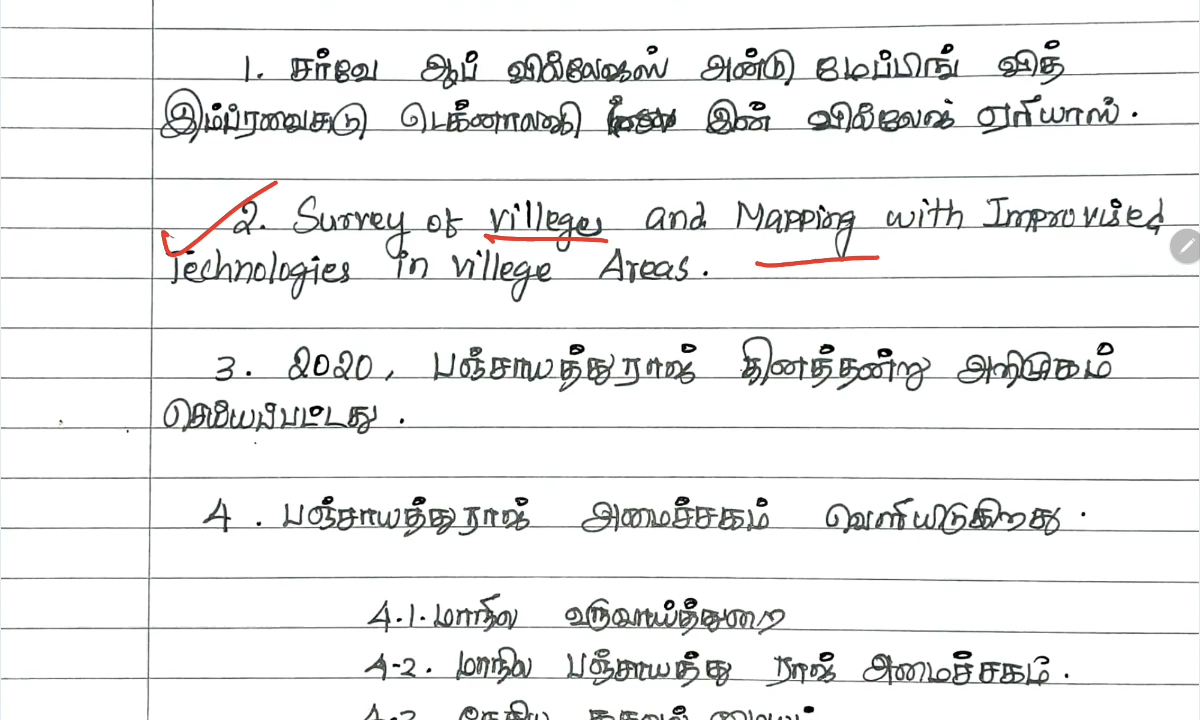 1. சர்வே ஆப் வில்லேஜஸ் அண்டு மேப்பிங் வித்
இம்ப்ரவைசுடு டெக்னாலஜி இன் வில்லேஜ் ஏரியாஸ்.
2. Survey of Villeges and Mapping with Improvised
Technologies in Villege Areas.
3. 2020, பஞ்சாயத்துராஜ் தினத்தன்று அறிமுகம்
செய்யப்பட்டது.
4. பஞ்சாயத்துராஜ் அமைச்சகம் வெளியிடுகிறது.
4.1. மாநில வருவாய்த்துறை
4-2. மாநில பஞ்சாயத்து ராஜ் அமைச்சகம்.